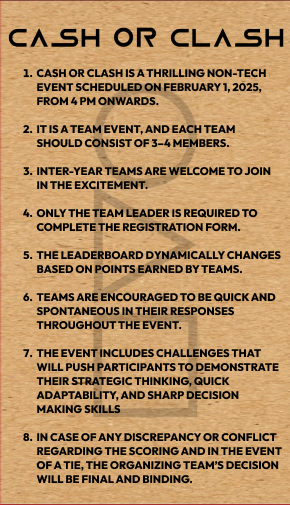 CASH OR CLASH
1. CASH OR CLASH IS A THRILLING NON-TECH
EVENT SCHEDULED ON FEBRUARY 1, 2025,
FROM 4 PM ONWARDS.
2. IT IS A TEAM EVENT, AND EACH TEAM
SHOULD CONSIST OF 3–4 MEMBERS.
3. INTER-YEAR TEAMS ARE WELCOME TO JOIN
IN THE EXCITEMENT.
4. ONLY THE TEAM LEADER IS REQUIRED TO
COMPLETE THE REGISTRATION FORM.
5. THE LEADERBOARD DYNAMICALLY CHANGES
BASED ON POINTS EARNED BY TEAMS.
6. TEAMS ARE ENCOURAGED TO BE QUICK AND
SPONTANEOUS IN THEIR RESPONSES
THROUGHOUT THE EVENT.
7. THE EVENT INCLUDES CHALLENGES THAT
WILL PUSH PARTICIPANTS TO DEMONSTRATE
THEIR STRATEGIC THINKING, QUICK
ADAPTABILITY, AND SHARP DECISION
MAKING SKILLS
8. IN CASE OF ANY DISCREPANCY OR CONFLICT
REGARDING THE SCORING AND IN THE EVENT
OF A TIE, THE ORGANIZING TEAM'S DECISION
WILL BE FINAL AND BINDING.